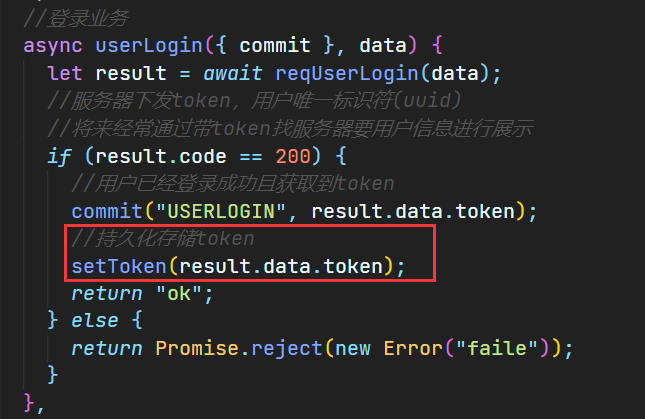 //登录业务
async userLogin({ commit }, data) {
let result = await reqUserLogin(data);
//服务器下发token，用户唯一标识符(uuid)
//将来经常通过带token找服务器要用户信息进行展示
if (result.code == 200) {
//用户已经登录成功且获取到token
commit("USERLOGIN", result.data.token);
//持久化存储token
setToken(result.data.token);
return "ok";
} else {
return Promise.reject(new Error("faile"));
}
},